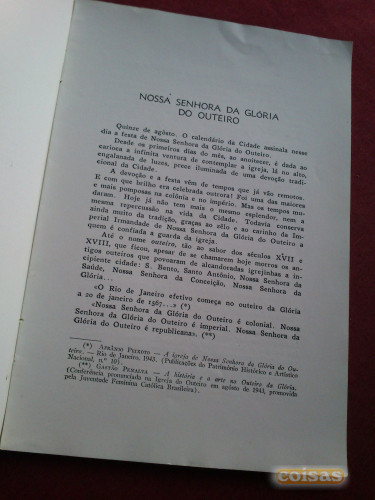 NOSSA SENHORA DA GLÓRIA
DO OUTEIRO
Quinze de agôsto. O calendário da Cidade assinala nesse
dia a festa de Nossa Senhora da Glória do Outeiro.
Desde os primeiros dias do mês, ao anoitecer, é dado ao
carioca a infinita ventura de contemplar a igreja, lá no alto,
engalanada de luzes, prece iluminada de uma devoção tradi-
cional da Cidade.
A devoção e a festa vêm de tempos que já vão remotos.
E com que brilho era celebrada outrora! Foi uma das maiores
e mais pomposas na colônia e no império. Mas os tempos mu-
daram. Hoje já não tem o mesmo esplendor, nem a
mesma repercussão na vida da Cidade. Todavia conserva
ainda muito da tradição, graças ao zêlo e ao carinho da Im-
perial Irmandade de Nossa Senhora da Glória do Outeiro a
quem é confiada a guarda da igreja.
Até o nome outeiro, tão ao sabor dos séculos XVII e
XVIII, que ficou, apesar de se chamarem hoje morros os an-
tigos outeiros que povoaram de alcandoradas igrejinhas a in-
cipiente cidade: S. Bento, Santo Antônio, Nossa Senhora da
Saúde, Nossa Senhora da Conceição, Nossa Senhora da
Glória...
«O Rio de Janeiro efetivo começa no outeiro da Glória
a 20 de janeiro de 1567...» (*)
«Nossa Senhora da Glória do Outeiro é colonial. Nossa
Senhora da Glória do Outeiro é imperial. Nossa Senhora da
Glória do Outeiro é republicana». (**)
(*) AFRÂNIO PEIXOTO — A igreja de Nossa Senhora da Glória do Ou-
teiro. — Rio de Janeiro, 1943. (Publicações do Patrimônio Histórico e Artístico
Nacional, n.º 10).
(**) GASTÃO PENALVA — A história e a arte no Outeiro da Glória.
(Conferência pronunciada na Igreja do Outeiro em agôsto de 1943, promovida
pela Juventude Feminina Católica Brasileira).
coisas